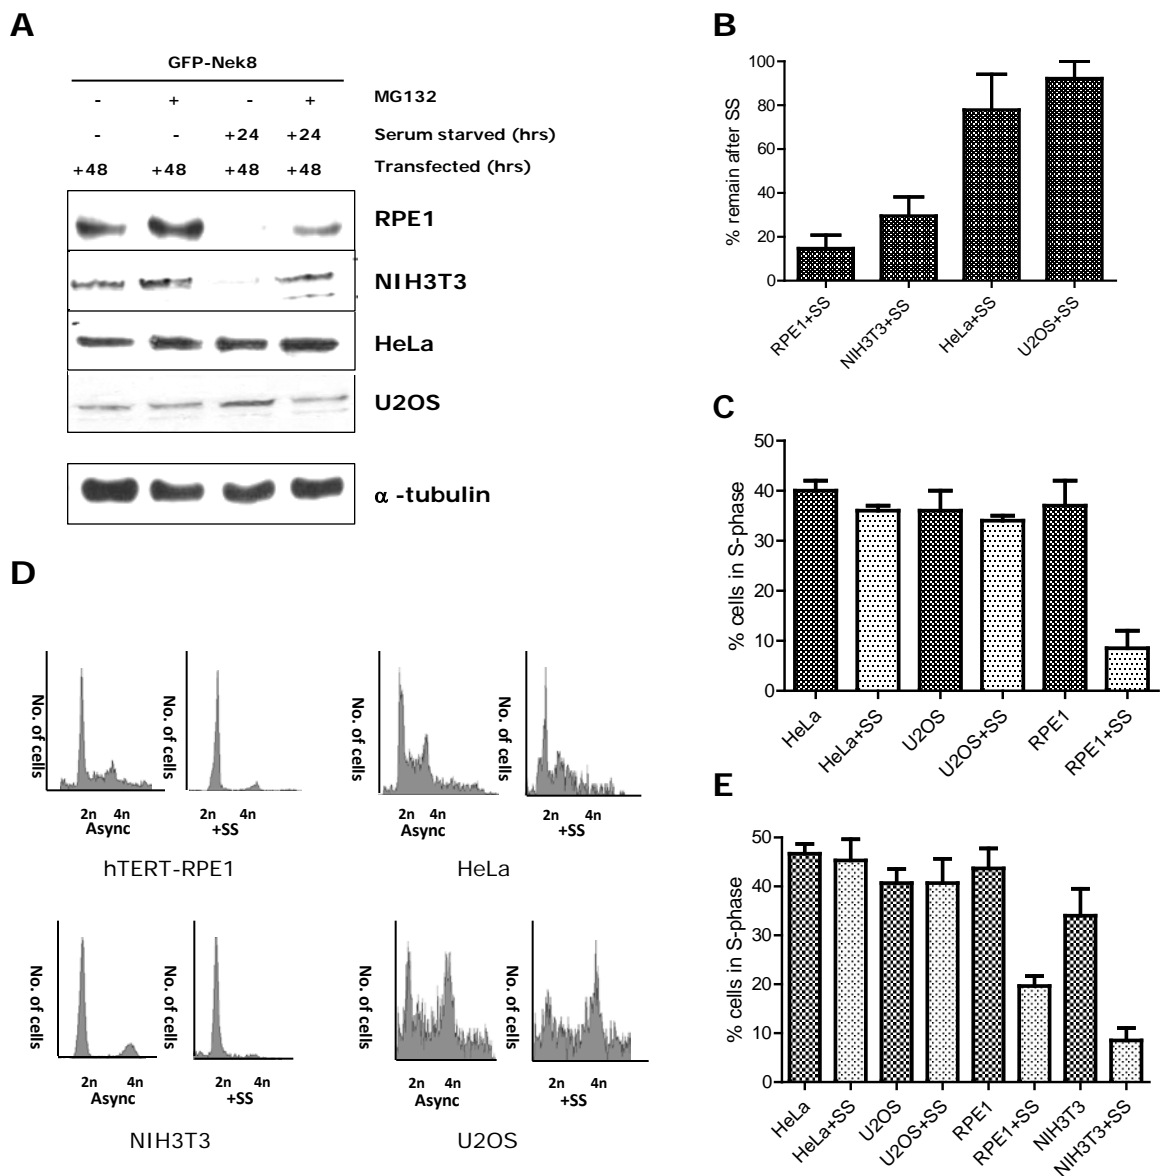 A
GFP-Nek8
- + - + MG132
- - +24 +24 Serum starved (hrs)
+48 +48 +48 +48 Transfected (hrs)
RPE1
NIH3T3
HeLa
U2OS
α -tubulin
B
% remain after SS
100
80
60
40
20
0
RPE1+SS
NIH3T3+SS
HeLa+SS
U2OS+SS
C
% cells in S-phase
50
40
30
20
10
0
HeLa
HeLa+SS
U2OS
U2OS+SS
RPE1
RPE1+SS
D
No. of cells
2n 4n
Async
No. of cells
2n 4n
+SS
hTERT-RPE1
No. of cells
2n 4n
Async
No. of cells
2n 4n
+SS
HeLa
No. of cells
2n 4n
Async
No. of cells
2n 4n
+SS
NIH3T3
No. of cells
2n 4n
Async
No. of cells
2n 4n
+SS
U2OS
E
% cells in S-phase
50
40
30
20
10
0
HeLa
HeLa+SS
U2OS
U2OS+SS
RPE1
RPE1+SS
NIH3T3
NIH3T3+SS